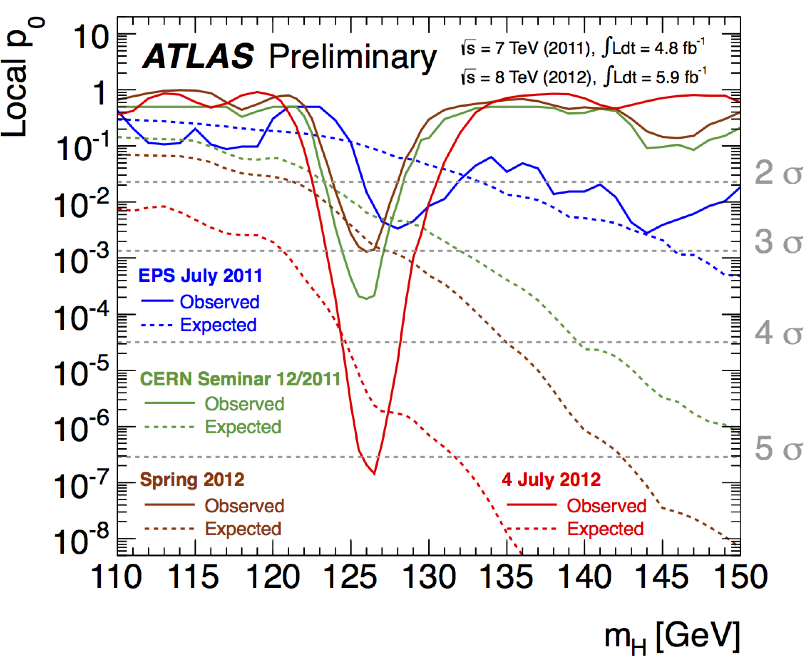 ATLAS Preliminary
√s = 7 TeV (2011), ∫Ldt = 4.8 fb⁻¹
√s = 8 TeV (2012), ∫Ldt = 5.9 fb⁻¹
Local p₀
10
1
10⁻¹
10⁻²
10⁻³
10⁻⁴
10⁻⁵
10⁻⁶
10⁻⁷
10⁻⁸
2 σ
3 σ
4 σ
5 σ
EPS July 2011
Observed
Expected
CERN Seminar 12/2011
Observed
Expected
Spring 2012
Observed
Expected
4 July 2012
Observed
Expected
110 115 120 125 130 135 140 145 150
m_H [GeV]